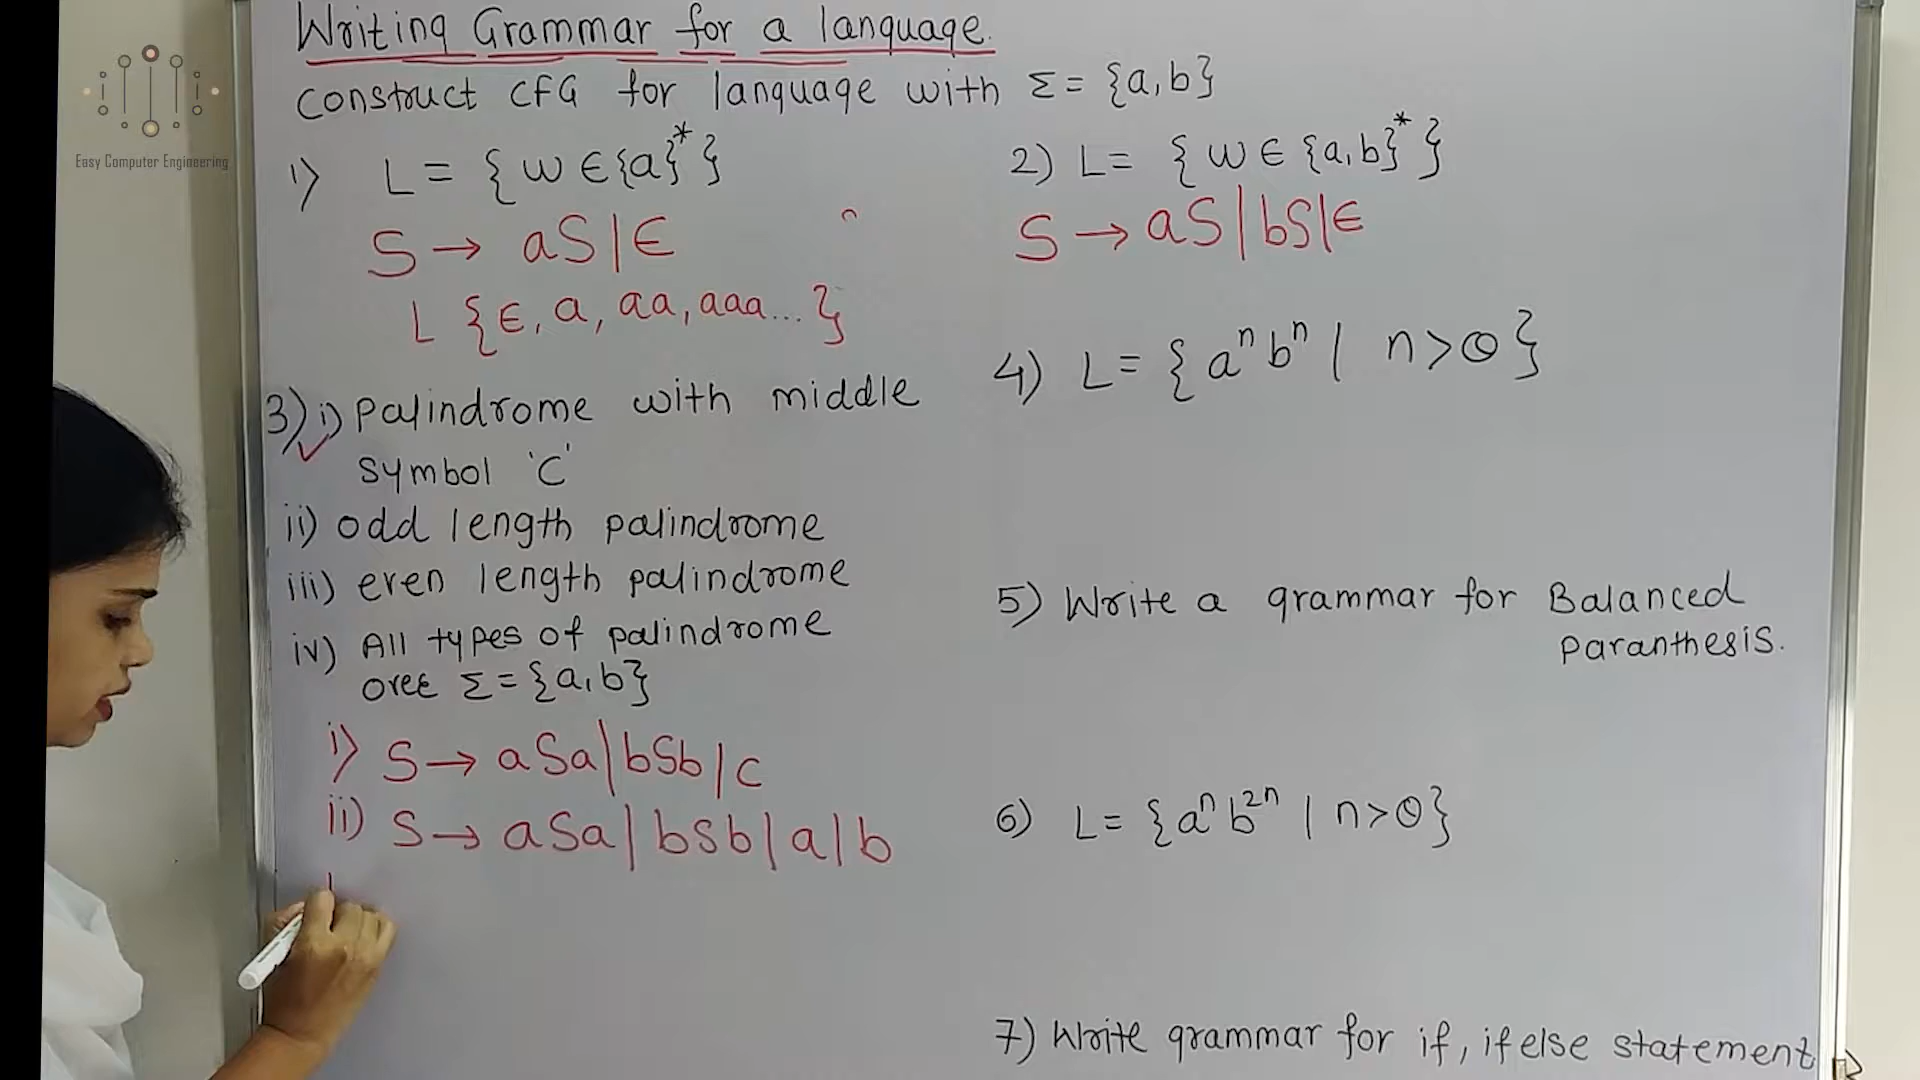 Writing Grammar for a language.
construct CFG for language with Σ = {a,b}
Easy Computer Engineering
1) L = {w∈{a}*}
S → aS|∈
L {∈, a, aa, aaa...}
3) i) palindrome with middle
symbol 'C'
ii) odd length palindrome
iii) even length palindrome
iv) All types of palindrome
over Σ = {a,b}
i) S → aSa|bSb|c
ii) S → aSa|bSb|a|b
2) L = {w∈{a,b}*}
S → aS|bS|∈
4) L = {aⁿbⁿ | n>0}
5) Write a grammar for Balanced
paranthesis.
6) L = {aⁿb²ⁿ | n>0}
7) Write grammar for if, if else statement